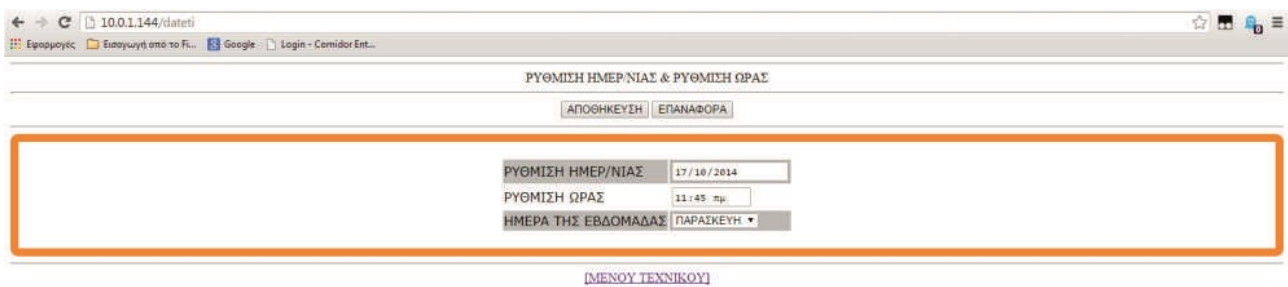 10.0.1.144/dateti
Εφαρμογές Εισαγωγή από το Fi... Google Login - Comidor Ent...
ΡΥΘΜΙΣΗ ΗΜΕΡ/ΝΙΑΣ & ΡΥΘΜΙΣΗ ΩΡΑΣ
ΑΠΟΘΗΚΕΥΣΗ ΕΠΑΝΑΦΟΡΑ
ΡΥΘΜΙΣΗ ΗΜΕΡ/ΝΙΑΣ 17/10/2014
ΡΥΘΜΙΣΗ ΩΡΑΣ 11:45 πμ
ΗΜΕΡΑ ΤΗΣ ΕΒΔΟΜΑΔΑΣ ΠΑΡΑΣΚΕΥΗ
[ΜΕΝΟΥ ΤΕΧΝΙΚΟΥ]